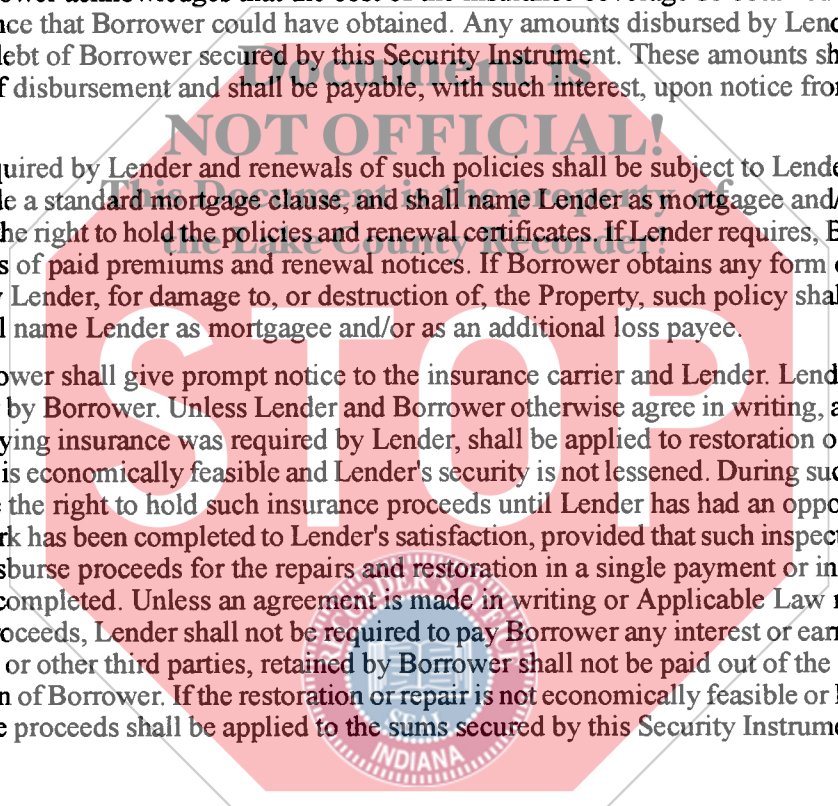 ower acknowledges that the cost of the insurance coverage so obtained
nce that Borrower could have obtained. Any amounts disbursed by Lend
debt of Borrower secured by this Security Instrument. These amounts sh
f disbursement and shall be payable, with such interest, upon notice from
Document is
NOT OFFICIAL!
This Document is the property of
the Lake County Recorder!
quired by Lender and renewals of such policies shall be subject to Lende
le a standard mortgage clause, and shall name Lender as mortgagee and/
he right to hold the policies and renewal certificates. If Lender requires, B
s of paid premiums and renewal notices. If Borrower obtains any form
y Lender, for damage to, or destruction of, the Property, such policy shal
l name Lender as mortgagee and/or as an additional loss payee.
STOP
ower shall give prompt notice to the insurance carrier and Lender. Lend
by Borrower. Unless Lender and Borrower otherwise agree in writing, a
ying insurance was required by Lender, shall be applied to restoration o
is economically feasible and Lender's security is not lessened. During suc
e the right to hold such insurance proceeds until Lender has had an oppo
rk has been completed to Lender's satisfaction, provided that such inspect
sburse proceeds for the repairs and restoration in a single payment or in
completed. Unless an agreement is made in writing or Applicable Law r
oceeds, Lender shall not be required to pay Borrower any interest or earn
or other third parties, retained by Borrower shall not be paid out of the
n of Borrower. If the restoration or repair is not economically feasible or
e proceeds shall be applied to the sums secured by this Security Instrume
RECORDER'S OFFICE
SEAL
INDIANA